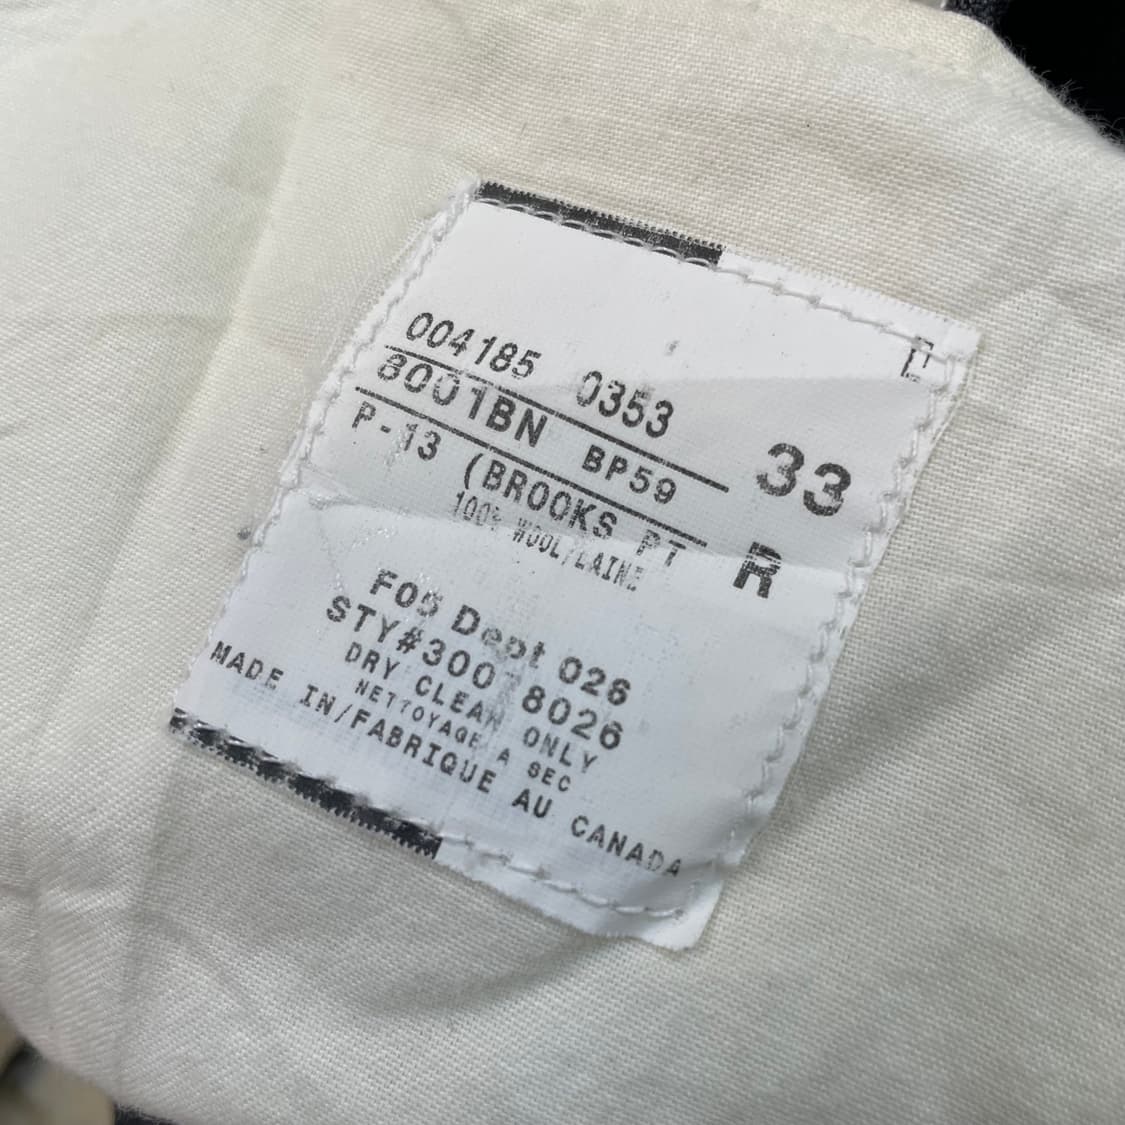 E
004185 0353
8001BN BP59 33
P-13 (BROOKS PT R
100% WOOL/LAINE
F05 Dept 026
STY#300 8026
DRY CLEAN ONLY
NETTOYAGE A SEC
MADE IN/FABRIQUE AU CANADA